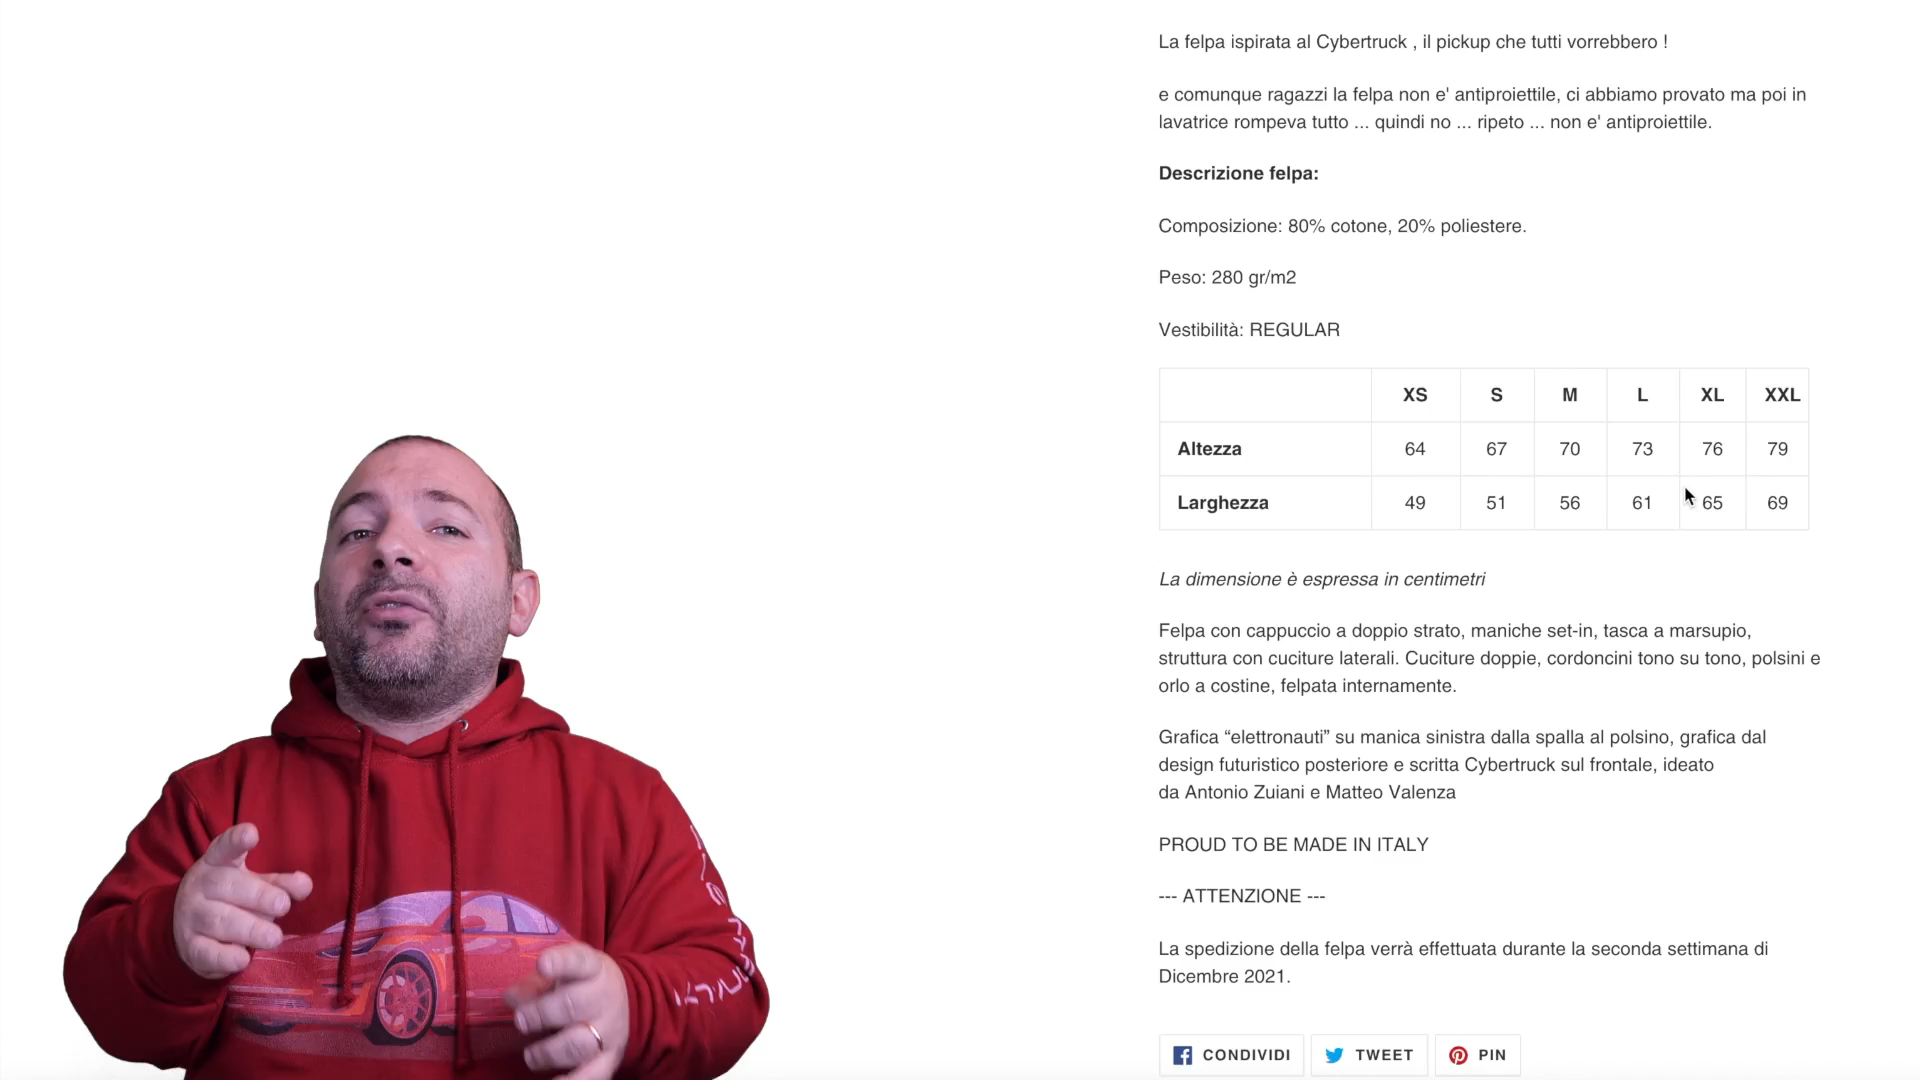 La felpa ispirata al Cybertruck , il pickup che tutti vorrebbero !
e comunque ragazzi la felpa non e' antiproiettile, ci abbiamo provato ma poi in
lavatrice rompeva tutto ... quindi no ... ripeto ... non e' antiproiettile.
Descrizione felpa:
Composizione: 80% cotone, 20% poliestere.
Peso: 280 gr/m2
Vestibilità: REGULAR
XS S M L XL XXL
Altezza 64 67 70 73 76 79
Larghezza 49 51 56 61 65 69
La dimensione è espressa in centimetri
Felpa con cappuccio a doppio strato, maniche set-in, tasca a marsupio,
struttura con cuciture laterali. Cuciture doppie, cordoncini tono su tono, polsini e
orlo a costine, felpata internamente.
Grafica “elettronauti” su manica sinistra dalla spalla al polsino, grafica dal
design futuristico posteriore e scritta Cybertruck sul frontale, ideato
da Antonio Zuiani e Matteo Valenza
PROUD TO BE MADE IN ITALY
--- ATTENZIONE ---
La spedizione della felpa verrà effettuata durante la seconda settimana di
Dicembre 2021.
CONDIVIDI TWEET PIN